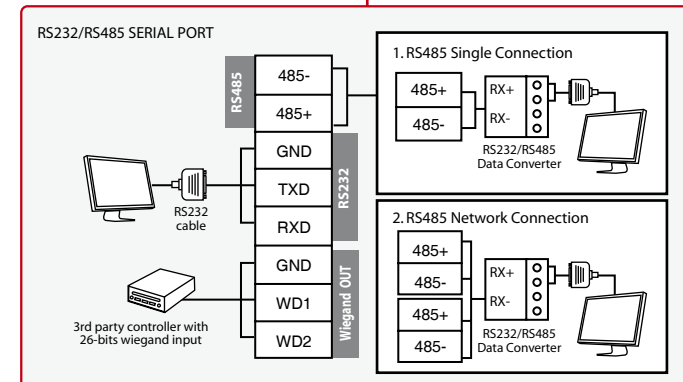 RS232/RS485 SERIAL PORT
RS485
485-
485+
GND
TXD
RXD
RS232
RS232
cable
GND
WD1
WD2
Wiegand OUT
3rd party controller with
26-bits wiegand input
1. RS485 Single Connection
485+
485-
RX+
RX-
RS232/RS485
Data Converter
2. RS485 Network Connection
485+
485-
485+
485-
RX+
RX-
RS232/RS485
Data Converter